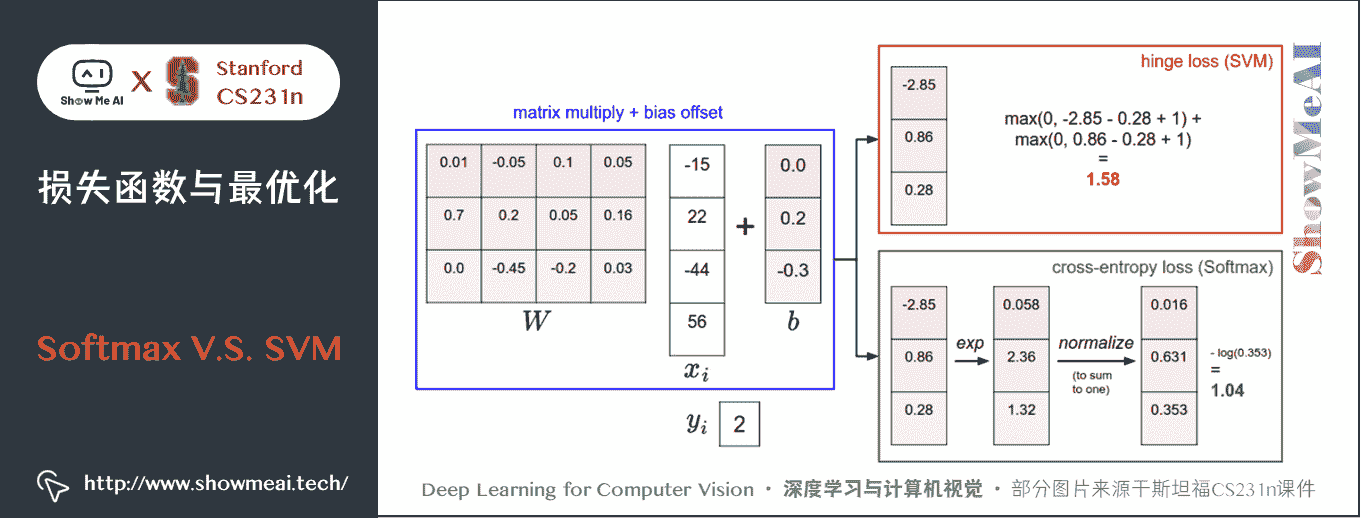 Show Me AI
X
Stanford
CS231n
损失函数与最优化
Softmax V.S. SVM
http://www.showmeai.tech/
matrix multiply + bias offset
0.01 -0.05 0.1 0.05
0.7 0.2 0.05 0.16
0.0 -0.45 -0.2 0.03
W
-15
22
-44
56
xi
+
0.0
0.2
-0.3
b
yi 2
hinge loss (SVM)
-2.85
0.86
0.28
max(0, -2.85 - 0.28 + 1) +
max(0, 0.86 - 0.28 + 1)
=
1.58
cross-entropy loss (Softmax)
-2.85
0.86
0.28
exp
0.058
2.36
1.32
normalize
(to sum
to one)
0.016
0.631
0.353
- log(0.353)
=
1.04
ShowMeAI
Deep Learning for Computer Vision · 深度学习与计算机视觉 · 部分图片来源于斯坦福CS231n课件